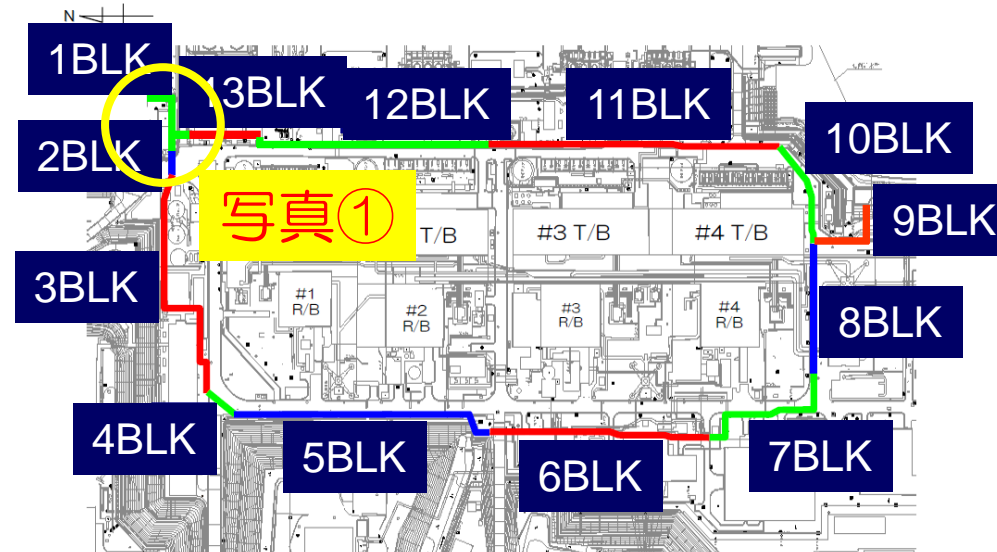 N
1BLK
13BLK
12BLK
11BLK
10BLK
2BLK
9BLK
写真①
T/B
#3 T/B
#4 T/B
3BLK
#1
R/B
#2
R/B
#3
R/B
#4
R/B
8BLK
4BLK
5BLK
6BLK
7BLK